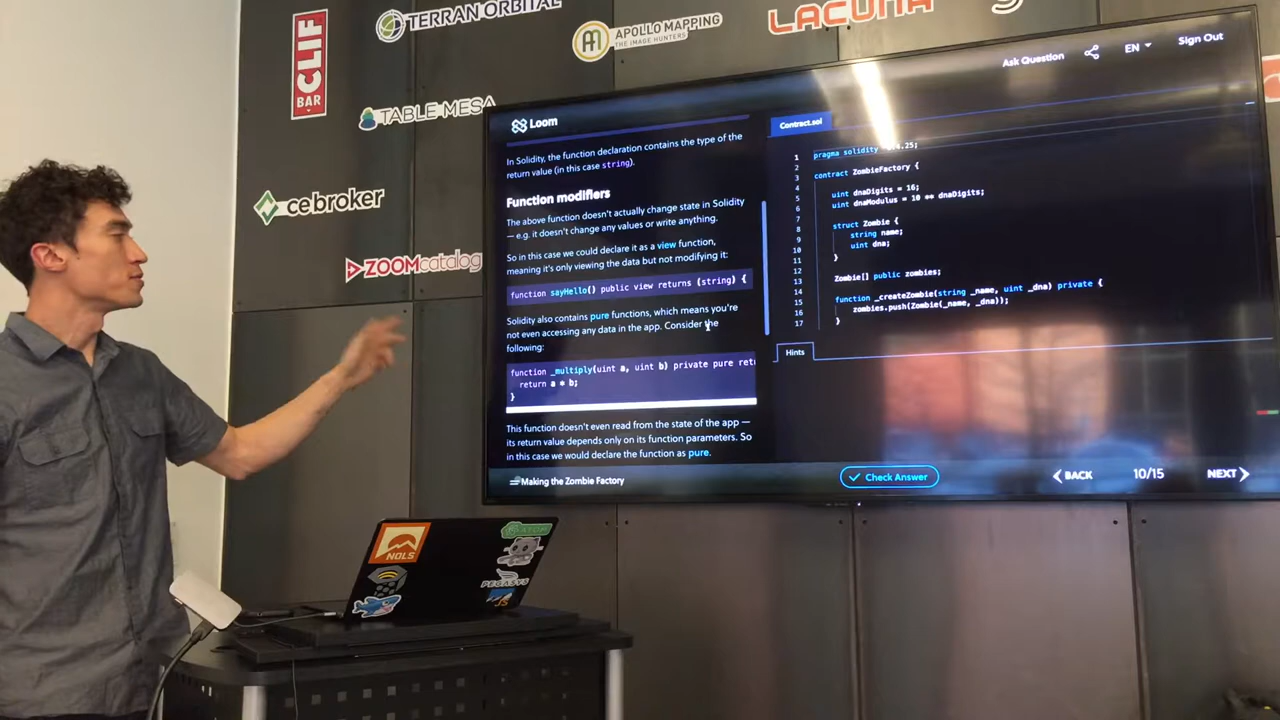 CLIF
BAR
TERRAN ORBITAL
APOLLO MAPPING
THE IMAGE HUNTERS
LACUNA
TABLE MESA
cebroker
ZOOMcatalog
Ask Question
EN
Sign Out
Loom
In Solidity, the function declaration contains the type of the
return value (in this case string).
Function modifiers
The above function doesn't actually change state in Solidity
— e.g. it doesn't change any values or write anything.
So in this case we could declare it as a view function,
meaning it's only viewing the data but not modifying it:
function sayHello() public view returns (string) {
Solidity also contains pure functions, which means you're
not even accessing any data in the app. Consider the
following:
function _multiply(uint a, uint b) private pure retu
return a * b;
}
This function doesn't even read from the state of the app —
its return value depends only on its function parameters. So
in this case we would declare the function as pure.
Contract.sol
1 pragma solidity .25;
2
3 contract ZombieFactory {
4
5 uint dnaDigits = 16;
6 uint dnaModulus = 10 ** dnaDigits;
7
8 struct Zombie {
9 string name;
10 uint dna;
11 }
12
13 Zombie[] public zombies;
14
15 function _createZombie(string _name, uint _dna) private {
16 zombies.push(Zombie(_name, _dna));
17 }
Hints
Making the Zombie Factory
Check Answer
BACK
10/15
NEXT
NOLS
PEGASYS
JS